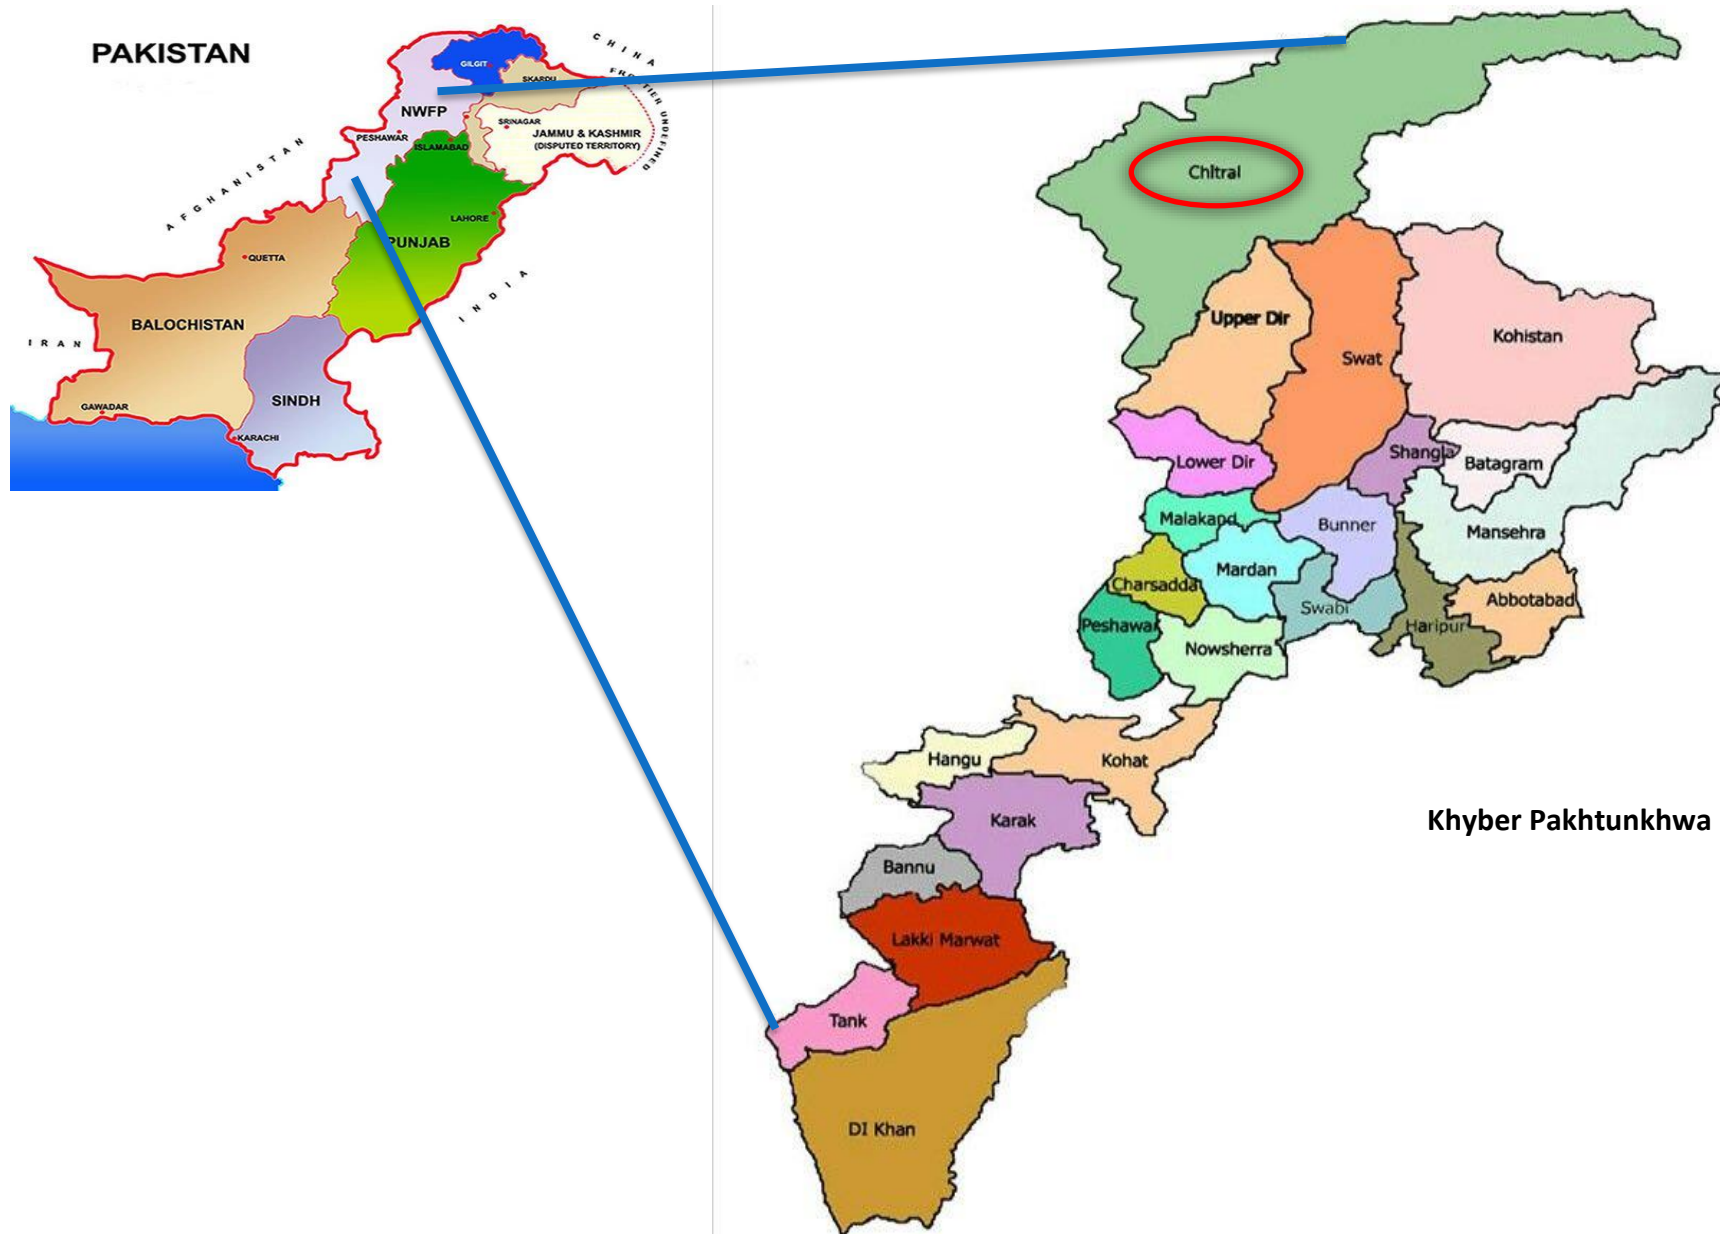 PAKISTAN
CHINA
FRONTIER UNDEFINED
GILGIT
SKARDU
NWFP
SRINAGAR
PESHAWAR
JAMMU & KASHMIR
(DISPUTED TERRITORY)
ISLAMABAD
AFGHANISTAN
LAHORE
PUNJAB
QUETTA
INDIA
BALOCHISTAN
IRAN
SINDH
GAWADAR
KARACHI
Chitral
Upper Dir
Kohistan
Swat
Shangla
Lower Dir
Batagram
Malakand
Bunner
Mansehra
Mardan
Charsadda
Abbotabad
Swabi
Peshawar
Haripur
Nowsherra
Hangu
Kohat
Karak
Khyber Pakhtunkhwa
Bannu
Lakki Marwat
Tank
DI Khan